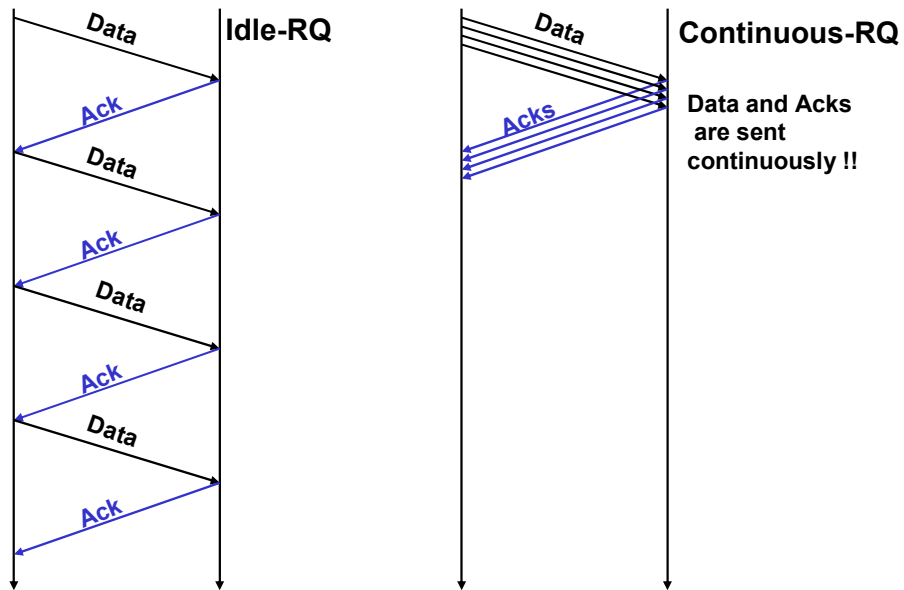 Idle-RQ
Data
Ack
Data
Ack
Data
Ack
Data
Ack
Continuous-RQ
Data
Acks
Data and Acks
are sent
continuously !!